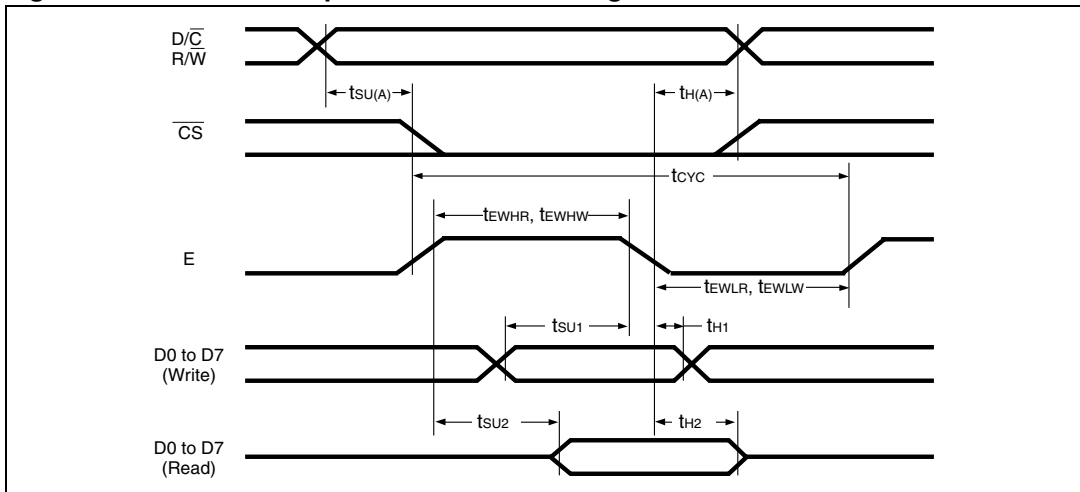 D/C̅
R/W̅
tSU(A)
tH(A)
C̅S̅
tCYC
tEWHR, tEWHW
E
tEWLR, tEWLW
tSU1
tH1
D0 to D7
(Write)
tSU2
tH2
D0 to D7
(Read)